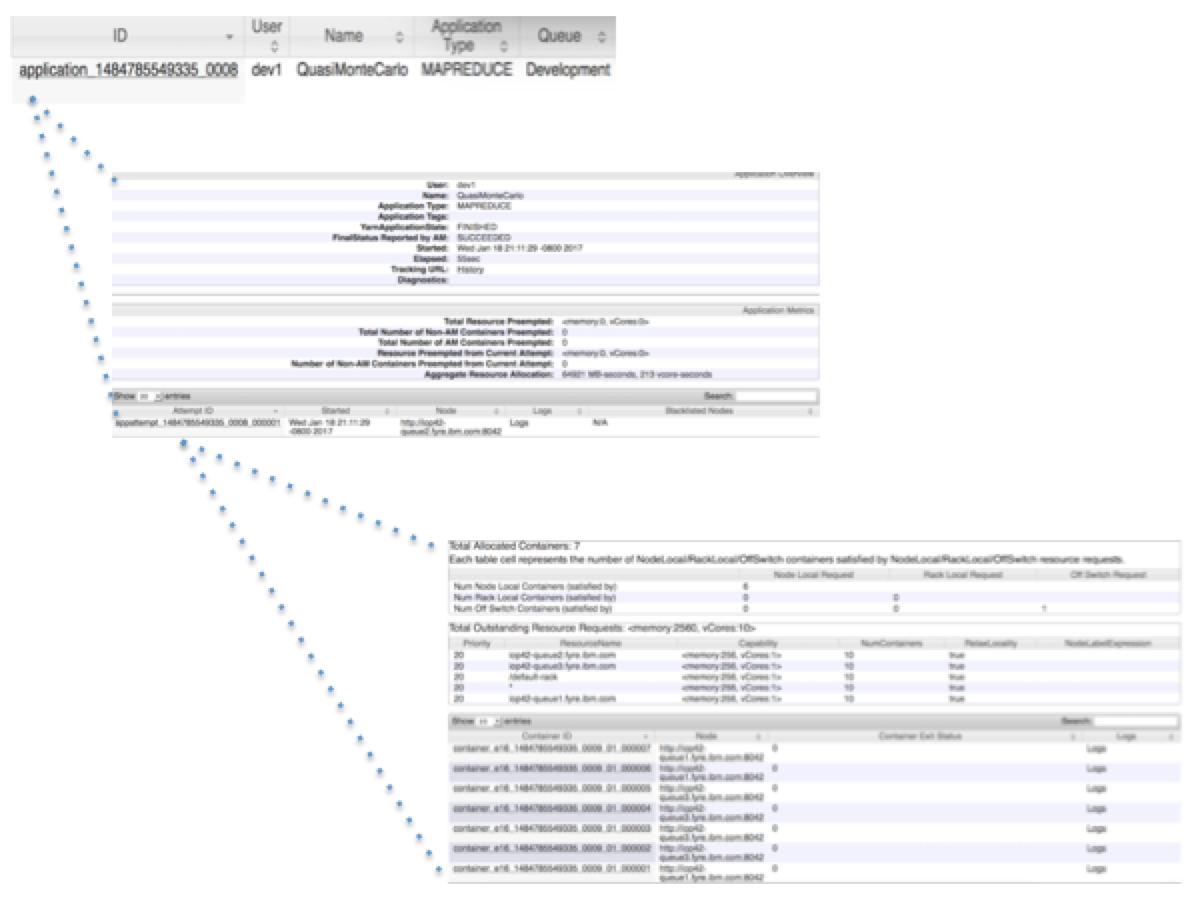 ID User Name Application Type Queue
application_1484785549335_0008 dev1 QuasiMonteCarlo MAPREDUCE Development
Application Overview
User: dev1
Name: QuasiMonteCarlo
Application Type: MAPREDUCE
Application Tags:
YarnApplicationState: FINISHED
FinalStatus Reported by AM: SUCCEEDED
Started: Wed Jan 18 21:11:29 -0800 2017
Elapsed: 55sec
Tracking URL: History
Diagnostics:
Application Metrics
Total Resource Preempted: <memory:0, vCores:0>
Total Number of Non-AM Containers Preempted: 0
Total Number of AM Containers Preempted: 0
Resource Preempted from Current Attempt: <memory:0, vCores:0>
Number of Non-AM Containers Preempted from Current Attempt: 0
Aggregate Resource Allocation: 64921 MB-seconds, 213 vcore-seconds
Show entries Search:
Attempt ID Started Node Logs Blacklisted Nodes
appattempt_1484785549335_0008_000001 Wed Jan 18 21:11:29 http://iop42- Logs N/A
-0800 2017 queue2.fyre.ibm.com:8042
Total Allocated Containers: 7
Each table cell represents the number of NodeLocal/RackLocal/OffSwitch containers satisfied by NodeLocal/RackLocal/OffSwitch resource requests.
Node Local Request Rack Local Request Off Switch Request
Num Node Local Containers (satisfied by) 6
Num Rack Local Containers (satisfied by) 0 0
Num Off Switch Containers (satisfied by) 0 0 1
Total Outstanding Resource Requests: <memory:2560, vCores:10>
Priority ResourceName Capability NumContainers RelaxLocality NodeLabelExpression
20 iop42-queue2.fyre.ibm.com <memory:256, vCores:1> 10 true
20 iop42-queue3.fyre.ibm.com <memory:256, vCores:1> 10 true
20 /default-rack <memory:256, vCores:1> 10 true
20 * <memory:256, vCores:1> 10 true
20 iop42-queue1.fyre.ibm.com <memory:256, vCores:1> 10 true
Show entries Search:
Container ID Node Container Exit Status Logs
container_e16_1484785549335_0009_01_000007 http://iop42- 0 Logs
queue1.fyre.ibm.com:8042
container_e16_1484785549335_0009_01_000006 http://iop42- 0 Logs
queue1.fyre.ibm.com:8042
container_e16_1484785549335_0009_01_000005 http://iop42- 0 Logs
queue3.fyre.ibm.com:8042
container_e16_1484785549335_0009_01_000004 http://iop42- 0 Logs
queue3.fyre.ibm.com:8042
container_e16_1484785549335_0009_01_000003 http://iop42- 0 Logs
queue3.fyre.ibm.com:8042
container_e16_1484785549335_0009_01_000002 http://iop42- 0 Logs
queue3.fyre.ibm.com:8042
container_e16_1484785549335_0009_01_000001 http://iop42- 0 Logs
queue1.fyre.ibm.com:8042